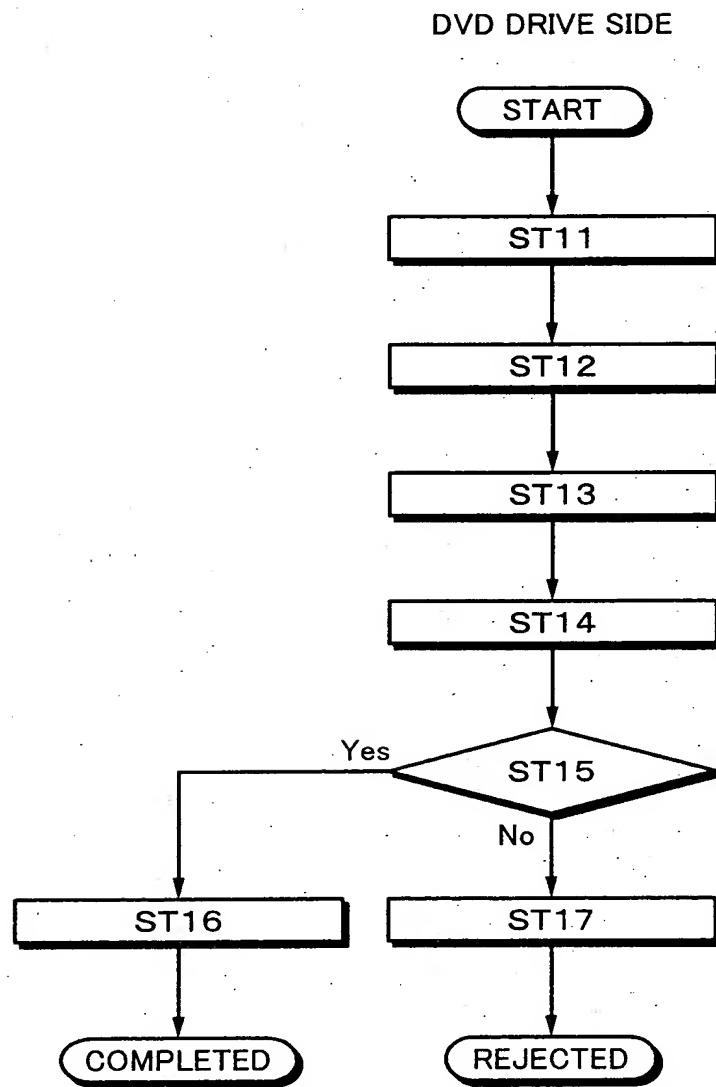 DVD DRIVE SIDE
START
ST11
ST12
ST13
ST14
Yes
ST15
No
ST16
ST17
COMPLETED
REJECTED